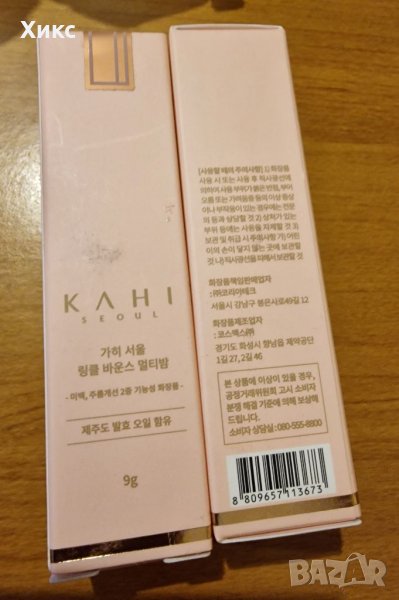 Хикс
KAHI
SEOUL
가히 서울
링클 바운스 멀티밤
- 미백, 주름개선 2중 기능성 화장품 -
제주도 발효 오일 함유
9g
[사용할 때의 주의사항] 1) 화장품
사용 시 또는 사용 후 직사광선에
의하여 사용부위가 붉은 반점, 부어
오름 또는 가려움증 등의 이상 증상
이나 부작용이 있는 경우에는 전문
의 등과 상담할 것 2) 상처가 있는
부위 등에는 사용을 자제할 것 3)
보관 및 취급 시 주의사항 가) 어린
이의 손이 닿지 않는 곳에 보관할
것 나) 직사광선을 피해서 보관할 것
화장품책임판매업자
: ㈜코리아테크
서울시 강남구 봉은사로49길 12
화장품제조업자
: 코스맥스㈜
경기도 화성시 향남읍 제약공단
1길 27, 2길 46
본 상품에 이상이 있을 경우,
공정거래위원회 고시 소비자
분쟁 해결 기준에 의해 보상해
드립니다.
소비자 상담실 : 080-555-8800
8 809657 113673
BAZAR